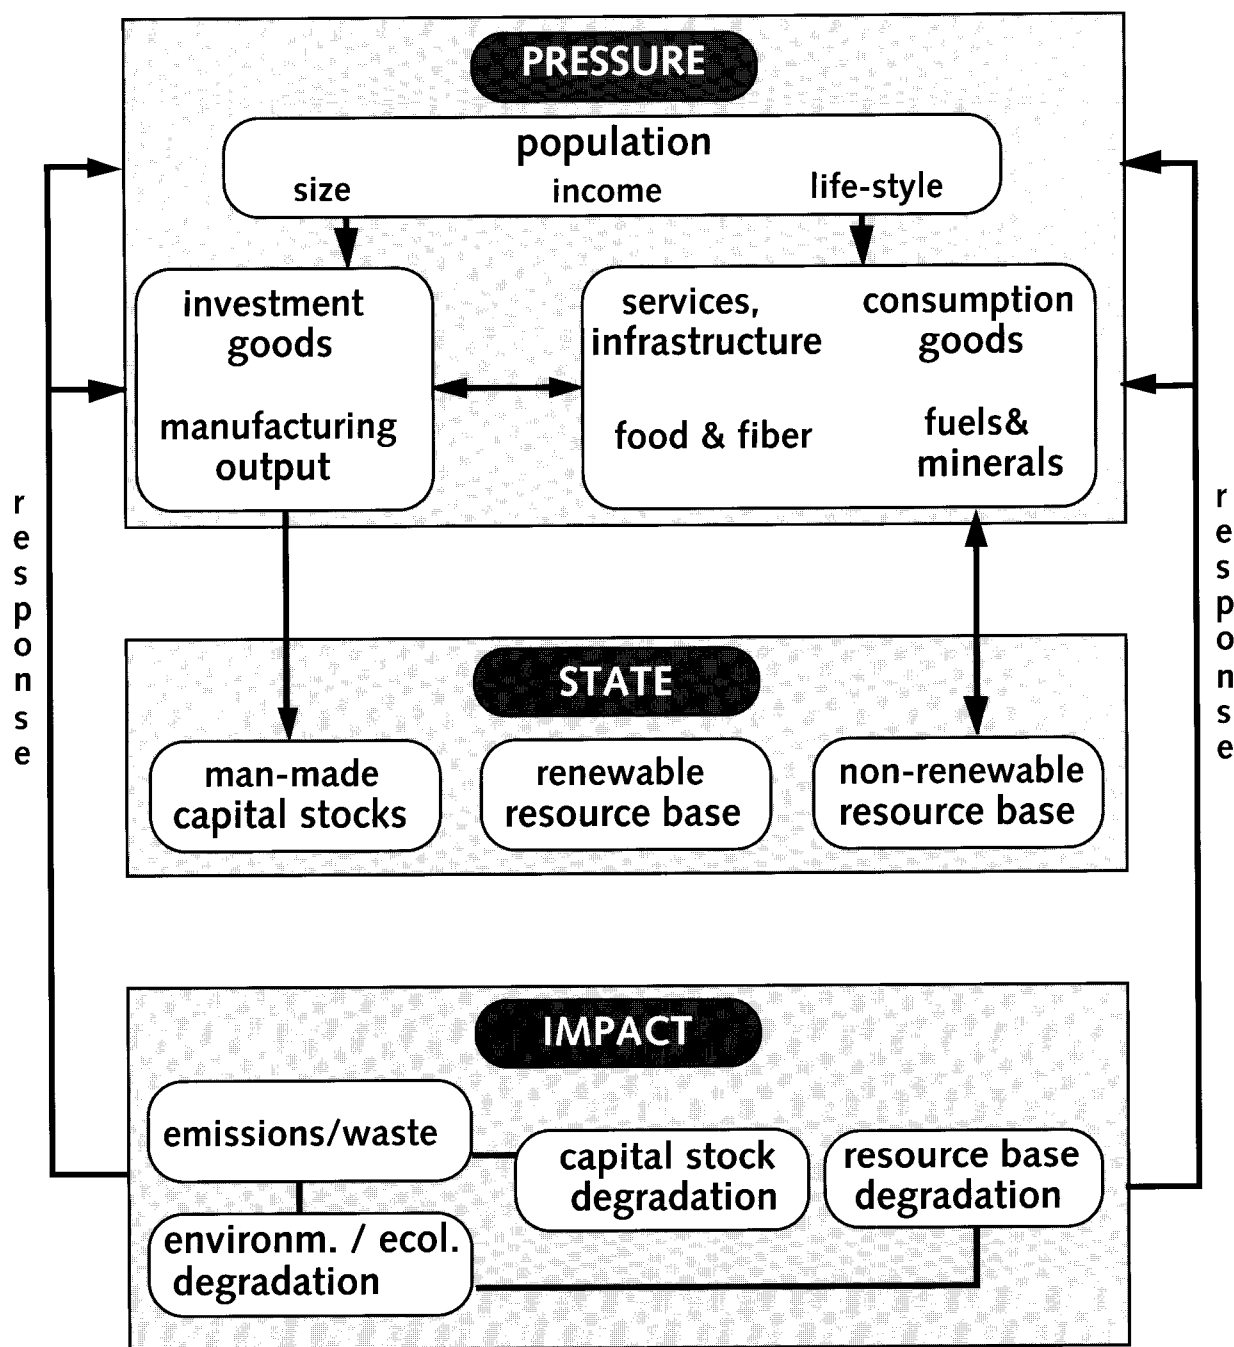 PRESSURE
population
size income life-style
investment
goods
manufacturing
output
services,
infrastructure
consumption
goods
food & fiber
fuels&
minerals
response
response
STATE
man-made
capital stocks
renewable
resource base
non-renewable
resource base
IMPACT
emissions/waste
capital stock
degradation
resource base
degradation
environm. / ecol.
degradation